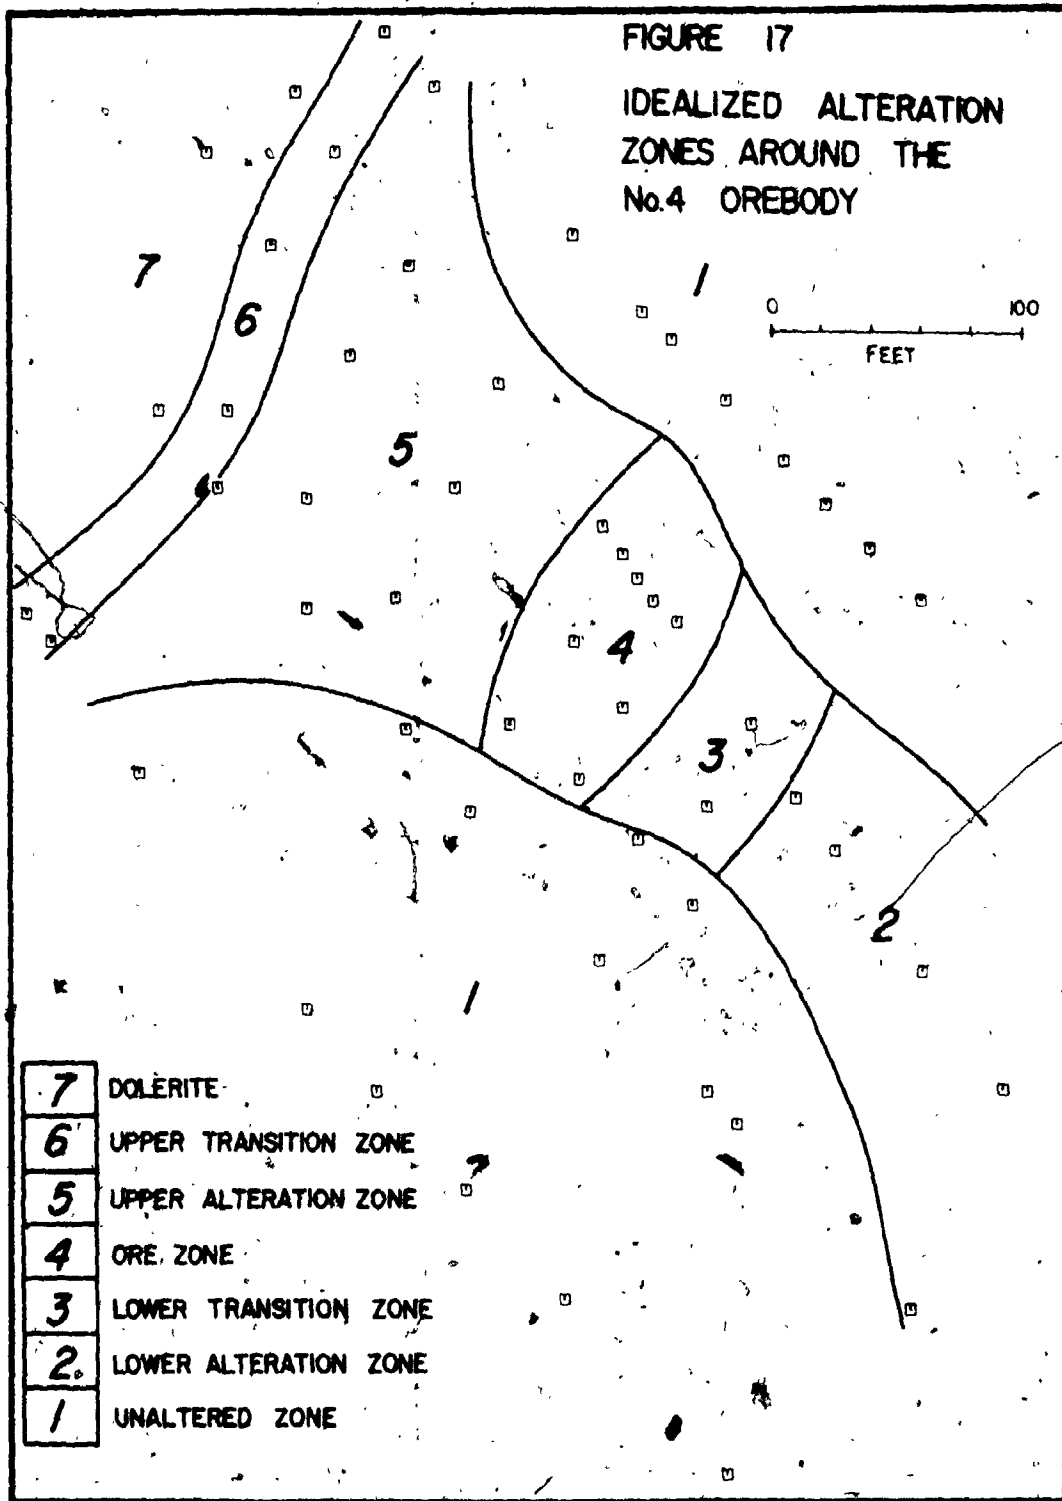 FIGURE 17
IDEALIZED ALTERATION
ZONES AROUND THE
No.4 OREBODY
7
6
1
0 100
FEET
5
4
3
2
1
7 DOLERITE
6 UPPER TRANSITION ZONE
5 UPPER ALTERATION ZONE
4 ORE ZONE
3 LOWER TRANSITION ZONE
2 LOWER ALTERATION ZONE
1 UNALTERED ZONE